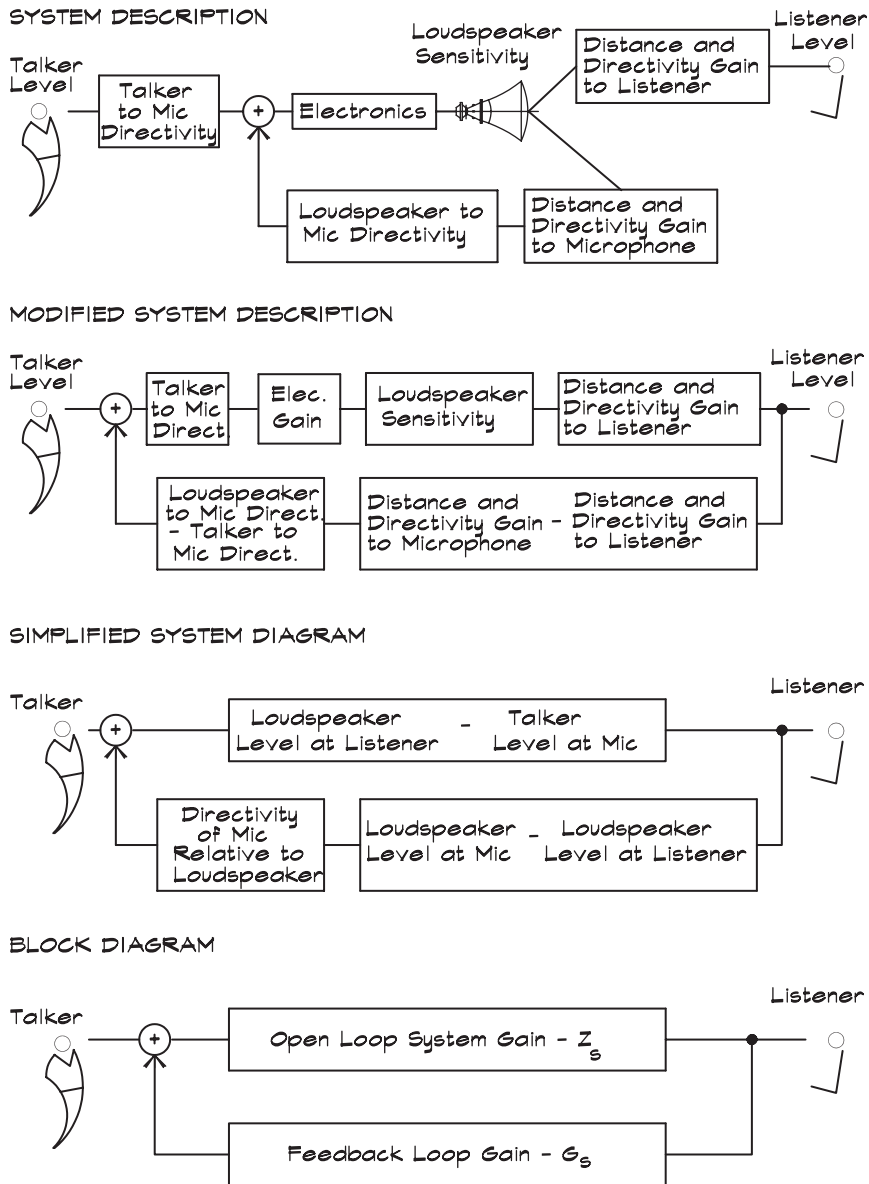 SYSTEM DESCRIPTION
Talker
Level
Talker
to Mic
Directivity
+
Electronics
Loudspeaker
Sensitivity
Distance and
Directivity Gain
to Listener
Listener
Level
Loudspeaker to
Mic Directivity
Distance and
Directivity Gain
to Microphone
MODIFIED SYSTEM DESCRIPTION
Talker
Level
+
Talker
to Mic
Direct.
Elec.
Gain
Loudspeaker
Sensitivity
Distance and
Directivity Gain
to Listener
Listener
Level
Loudspeaker
to Mic Direct.
- Talker to
Mic Direct.
Distance and
Directivity Gain
to Microphone
-
Distance and
Directivity Gain
to Listener
SIMPLIFIED SYSTEM DIAGRAM
Talker
+
Loudspeaker
Level at Listener
-
Talker
Level at Mic
Listener
Directivity
of Mic
Relative to
Loudspeaker
Loudspeaker
Level at Mic
-
Loudspeaker
Level at Listener
BLOCK DIAGRAM
Talker
+
Open Loop System Gain - Zs
Listener
Feedback Loop Gain - Gs